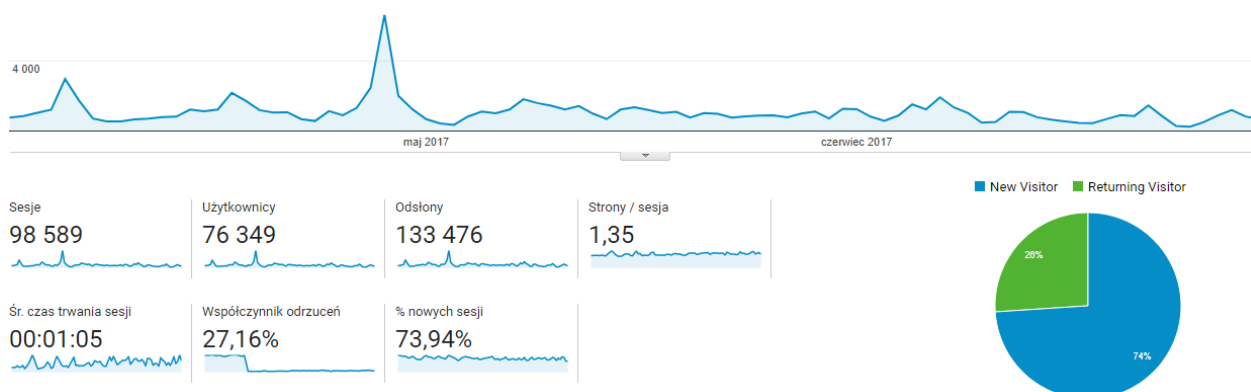 4 000
maj 2017
czerwiec 2017
New Visitor
Returning Visitor
Sesje
98 589
Użytkownicy
76 349
Odsłony
133 476
Strony / sesja
1,35
Śr. czas trwania sesji
00:01:05
Współczynnik odrzuceń
27,16%
% nowych sesji
73,94%
26%
74%